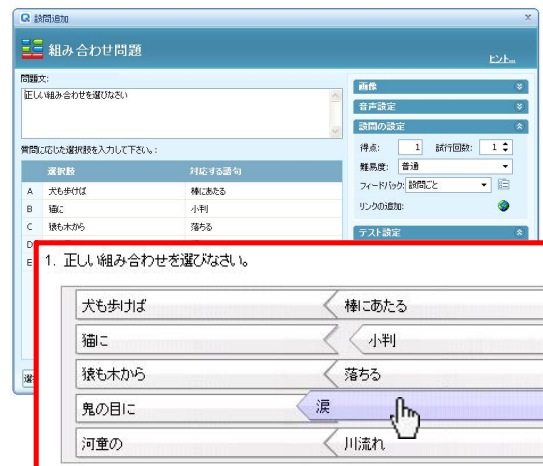 設問追加
組み合わせ問題
ヒント...
問題文:
正しい組み合わせを選びなさい
質問に応じた選択肢を入力して下さい。:
選択肢 対応する語句
A 犬も歩けば 棒にあたる
B 猫に 小判
C 猿も木から 落ちる
D
E
画像
音声設定
設問の設定
得点: 1 試行回数: 1
難易度: 普通
フィードバック: 設問ごと
リンクの追加:
テスト設定
1. 正しい組み合わせを選びなさい。
犬も歩けば 棒にあたる
猫に 小判
猿も木から 落ちる
鬼の目に 涙
河童の 川流れ